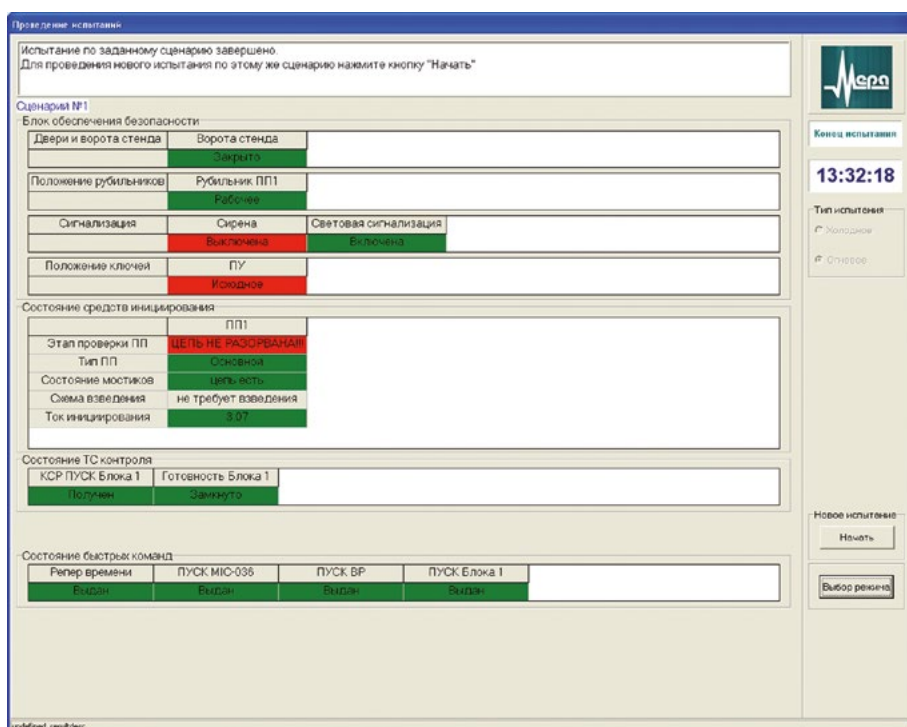 Проведение испытаний
Испытание по заданному сценарию завершено.
Для проведения нового испытания по этому же сценарию нажмите кнопку "Начать"
Мера
Сценарий №1
Блок обеспечения безопасности
Двери и ворота стенда Ворота стенда
Закрыто
Конец испытания
Положение рубильников Рубильник ПП1
Рабочее
13:32:18
Сигнализация Сирена Световая сигнализация
Выключена Включена
Тип испытения
Холодное
Огневое
Положение ключей ПУ
Исходное
Состояние средств инициирования
ПП1
Этап проверки ПП ЦЕПЬ НЕ РАЗОРВАНА!!!
Тип ПП Основной
Состояние мостиков цепь есть
Схема взведения не требует взведения
Ток инициирования 3.07
Состояние ТС контроля
КСР ПУСК Блока 1 Готовность Блока 1
Получен Замкнуто
Новое испытение
Начать
Состояние быстрых команд
Репер времени ПУСК MIC-036 ПУСК ВР ПУСК Блока 1
Выдан Выдан Выдан Выдан
Выбор режима